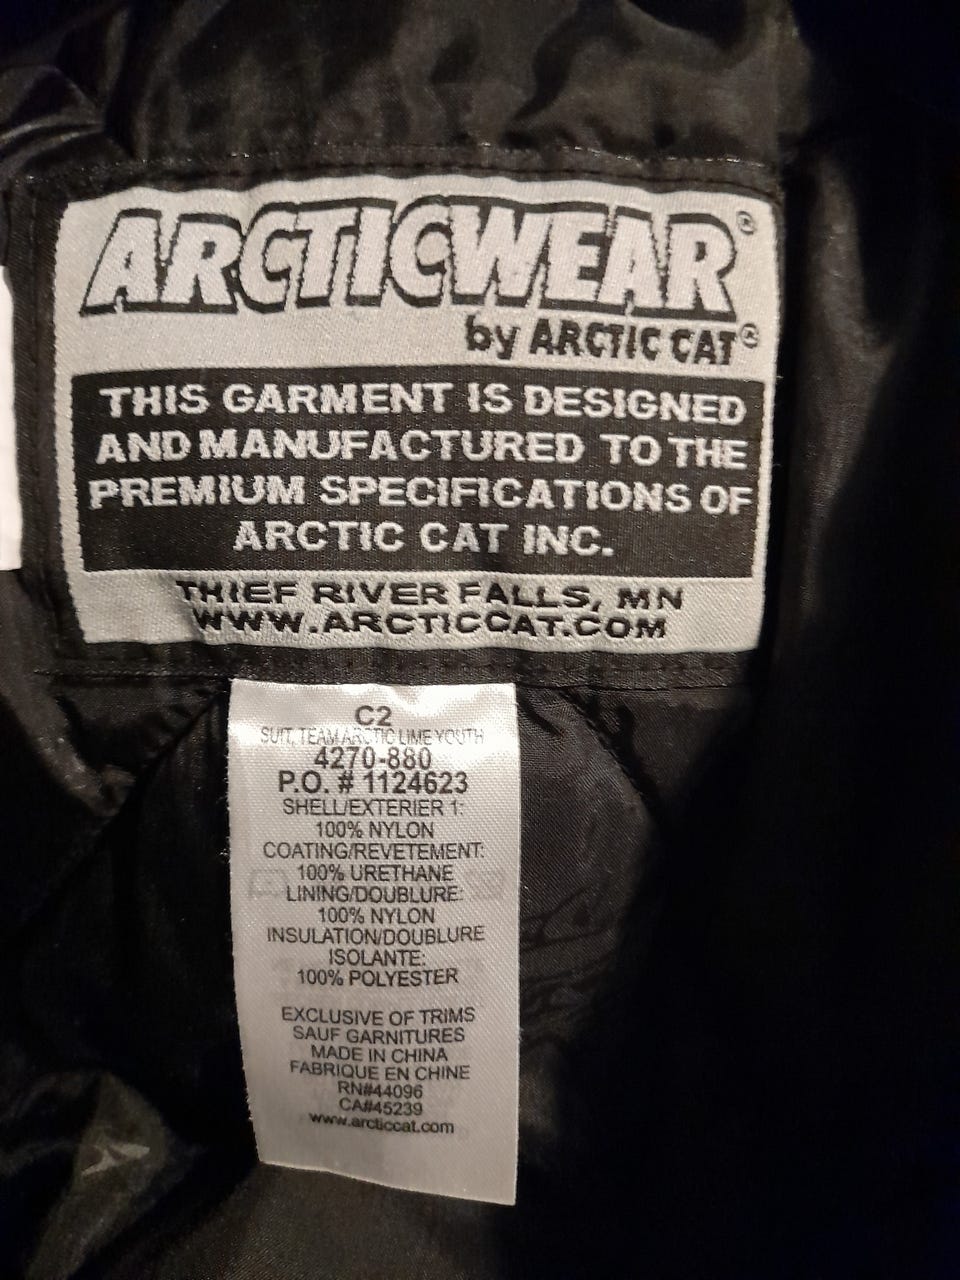 ARCTICWEAR®
by ARCTIC CAT®
THIS GARMENT IS DESIGNED
AND MANUFACTURED TO THE
PREMIUM SPECIFICATIONS OF
ARCTIC CAT INC.
THIEF RIVER FALLS, MN
WWW.ARCTICCAT.COM
C2
SUIT, TEAM ARCTIC LIME YOUTH
4270-880
P.O. # 1124623
SHELL/EXTERIER 1:
100% NYLON
COATING/REVETEMENT:
100% URETHANE
LINING/DOUBLURE:
100% NYLON
INSULATION/DOUBLURE
ISOLANTE:
100% POLYESTER
EXCLUSIVE OF TRIMS
SAUF GARNITURES
MADE IN CHINA
FABRIQUE EN CHINE
RN#44096
CA#45239
www.arcticcat.com